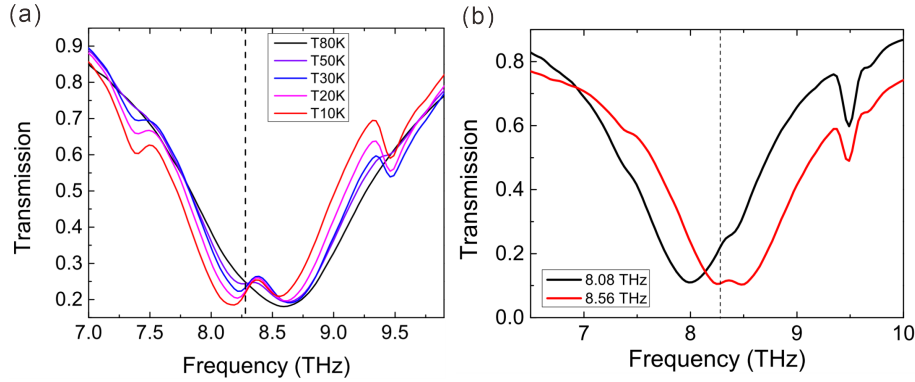 (a)
Transmission
0.9
0.8
0.7
0.6
0.5
0.4
0.3
0.2
7.0
7.5
8.0
8.5
9.0
9.5
Frequency (THz)
T80K
T50K
T30K
T20K
T10K
(b)
Transmission
0.8
0.6
0.4
0.2
0.0
7
8
9
10
Frequency (THz)
8.08 THz
8.56 THz